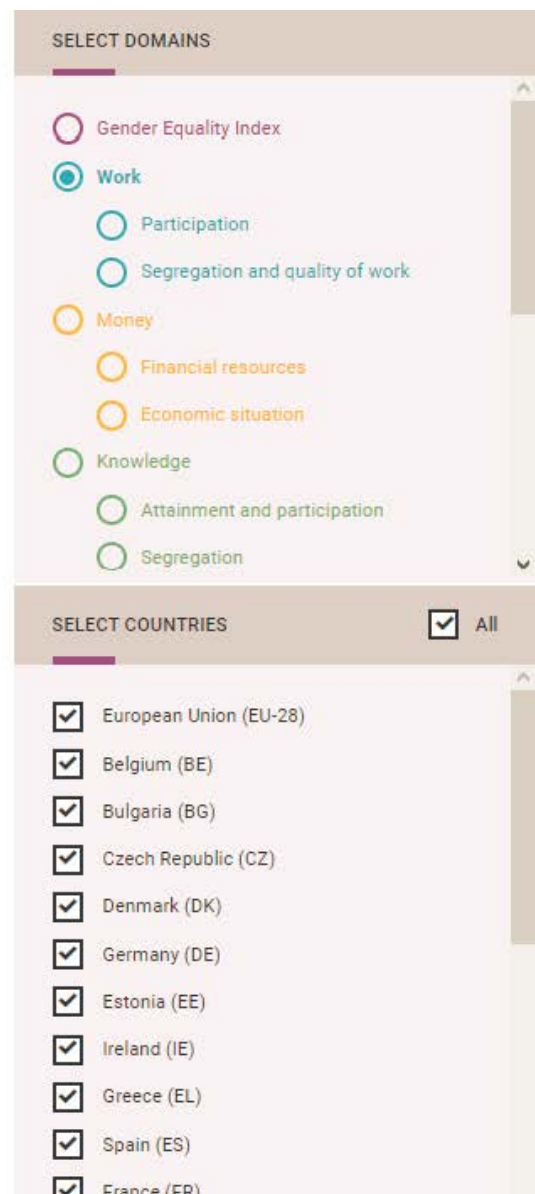 SELECT DOMAINS
Gender Equality Index
Work
Participation
Segregation and quality of work
Money
Financial resources
Economic situation
Knowledge
Attainment and participation
Segregation
SELECT COUNTRIES All
European Union (EU-28)
Belgium (BE)
Bulgaria (BG)
Czech Republic (CZ)
Denmark (DK)
Germany (DE)
Estonia (EE)
Ireland (IE)
Greece (EL)
Spain (ES)
France (FR)